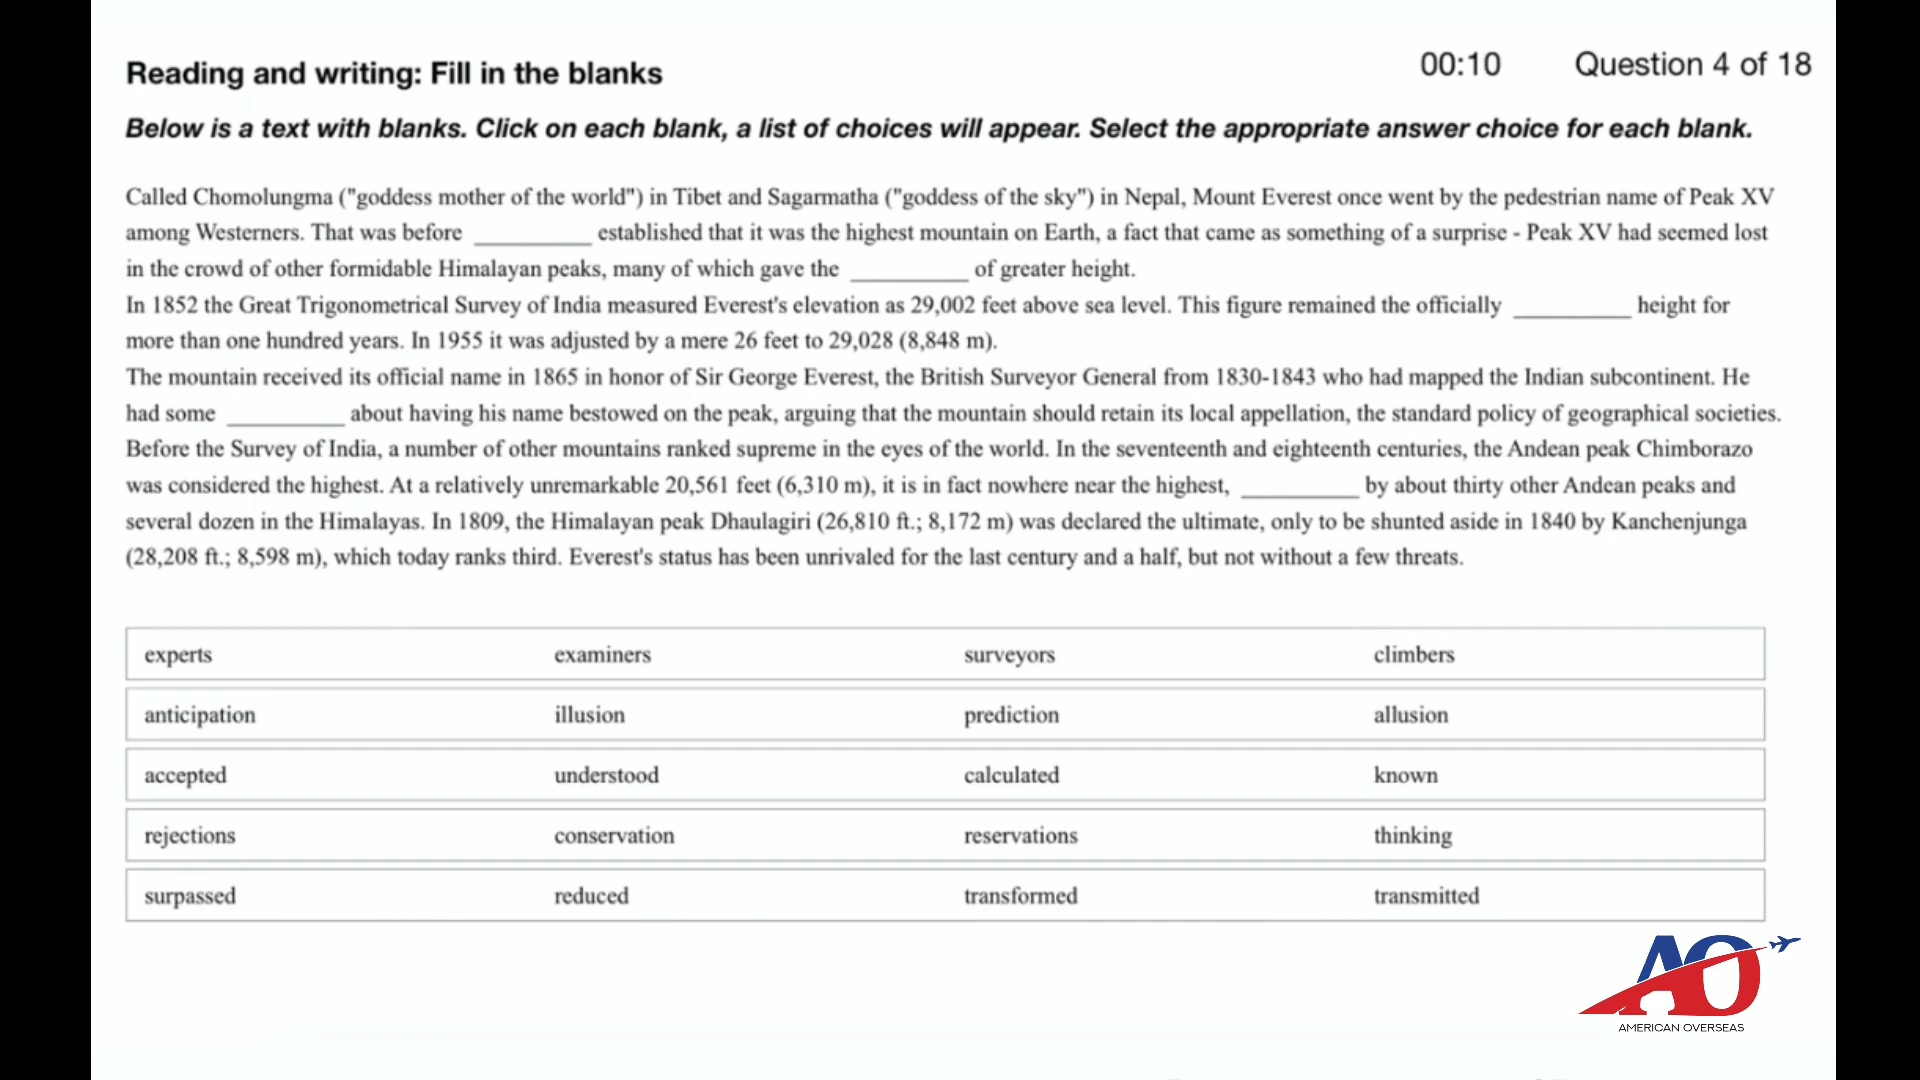 Reading and writing: Fill in the blanks
00:10 Question 4 of 18
Below is a text with blanks. Click on each blank, a list of choices will appear. Select the appropriate answer choice for each blank.
Called Chomolungma ("goddess mother of the world") in Tibet and Sagarmatha ("goddess of the sky") in Nepal, Mount Everest once went by the pedestrian name of Peak XV
among Westerners. That was before __________ established that it was the highest mountain on Earth, a fact that came as something of a surprise - Peak XV had seemed lost
in the crowd of other formidable Himalayan peaks, many of which gave the __________ of greater height.
In 1852 the Great Trigonometrical Survey of India measured Everest's elevation as 29,002 feet above sea level. This figure remained the officially __________ height for
more than one hundred years. In 1955 it was adjusted by a mere 26 feet to 29,028 (8,848 m).
The mountain received its official name in 1865 in honor of Sir George Everest, the British Surveyor General from 1830-1843 who had mapped the Indian subcontinent. He
had some __________ about having his name bestowed on the peak, arguing that the mountain should retain its local appellation, the standard policy of geographical societies.
Before the Survey of India, a number of other mountains ranked supreme in the eyes of the world. In the seventeenth and eighteenth centuries, the Andean peak Chimborazo
was considered the highest. At a relatively unremarkable 20,561 feet (6,310 m), it is in fact nowhere near the highest, __________ by about thirty other Andean peaks and
several dozen in the Himalayas. In 1809, the Himalayan peak Dhaulagiri (26,810 ft.; 8,172 m) was declared the ultimate, only to be shunted aside in 1840 by Kanchenjunga
(28,208 ft.; 8,598 m), which today ranks third. Everest's status has been unrivaled for the last century and a half, but not without a few threats.
experts examiners surveyors climbers
anticipation illusion prediction allusion
accepted understood calculated known
rejections conservation reservations thinking
surpassed reduced transformed transmitted
AO
AMERICAN OVERSEAS